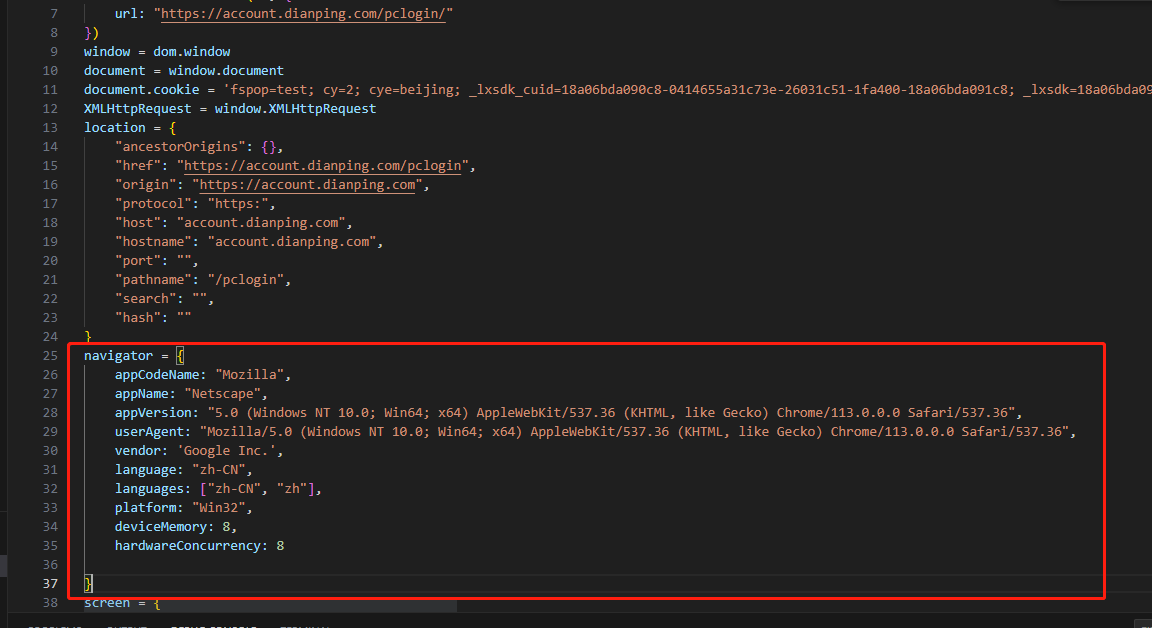 7 url: "https://account.dianping.com/pclogin/"
8 })
9 window = dom.window
10 document = window.document
11 document.cookie = 'fspop=test; cy=2; cye=beijing; _lxsdk_cuid=18a06bda090c8-0414655a31c73e-26031c51-1fa400-18a06bda091c8; _lxsdk=18a06bda09
12 XMLHttpRequest = window.XMLHttpRequest
13 location = {
14 "ancestorOrigins": {},
15 "href": "https://account.dianping.com/pclogin",
16 "origin": "https://account.dianping.com",
17 "protocol": "https:",
18 "host": "account.dianping.com",
19 "hostname": "account.dianping.com",
20 "port": "",
21 "pathname": "/pclogin",
22 "search": "",
23 "hash": ""
24 }
25 navigator = {
26 appCodeName: "Mozilla",
27 appName: "Netscape",
28 appVersion: "5.0 (Windows NT 10.0; Win64; x64) AppleWebKit/537.36 (KHTML, like Gecko) Chrome/113.0.0.0 Safari/537.36",
29 userAgent: "Mozilla/5.0 (Windows NT 10.0; Win64; x64) AppleWebKit/537.36 (KHTML, like Gecko) Chrome/113.0.0.0 Safari/537.36",
30 vendor: 'Google Inc.',
31 language: "zh-CN",
32 languages: ["zh-CN", "zh"],
33 platform: "Win32",
34 deviceMemory: 8,
35 hardwareConcurrency: 8
36
37 }
38 screen = {